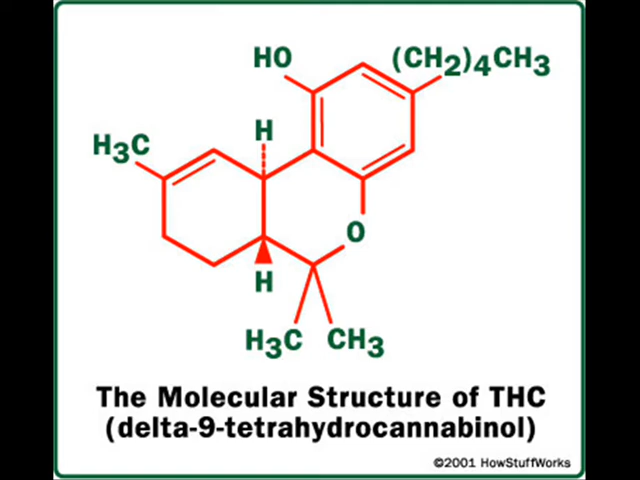 HO (CH2)4CH3
H
H3C
O
H
H3C CH3
The Molecular Structure of THC
(delta-9-tetrahydrocannabinol)
©2001 HowStuffWorks